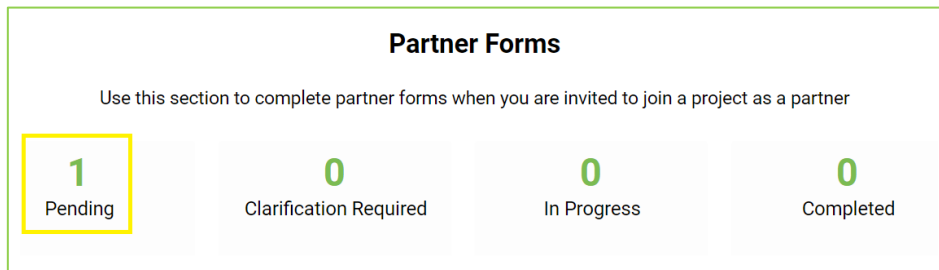 Partner Forms
Use this section to complete partner forms when you are invited to join a project as a partner
1
Pending
0
Clarification Required
0
In Progress
0
Completed